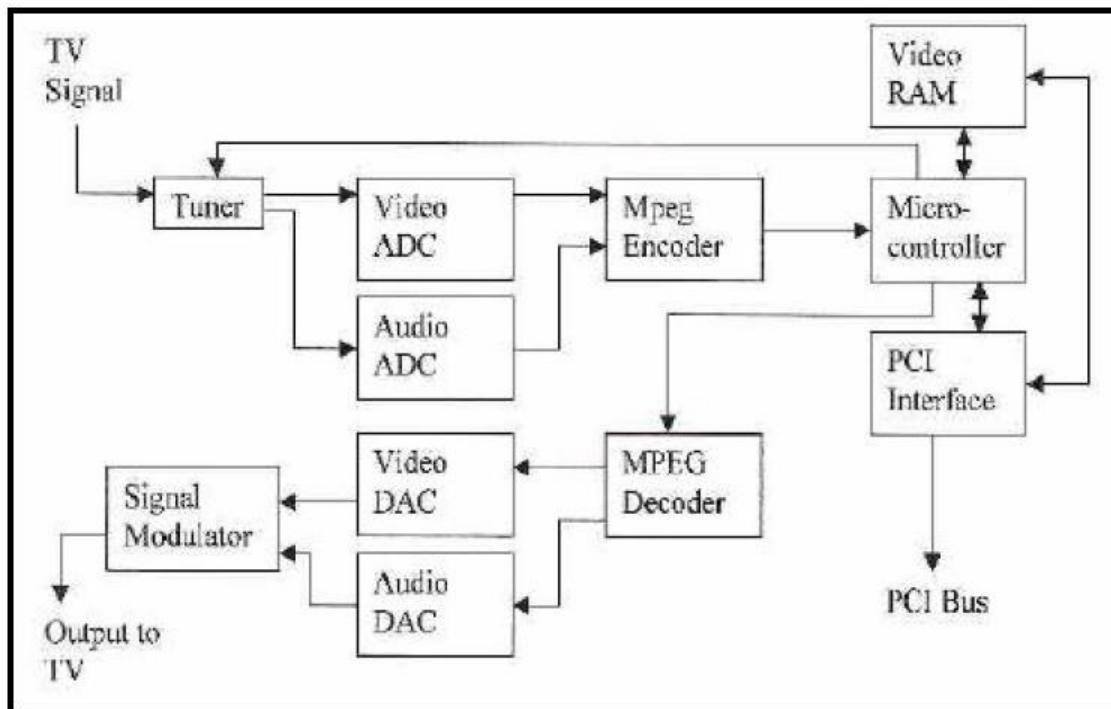 TV
Signal
Tuner
Video
ADC
Audio
ADC
Mpeg
Encoder
Video
RAM
Micro-
controller
PCI
Interface
PCI Bus
MPEG
Decoder
Video
DAC
Audio
DAC
Signal
Modulator
Output to
TV